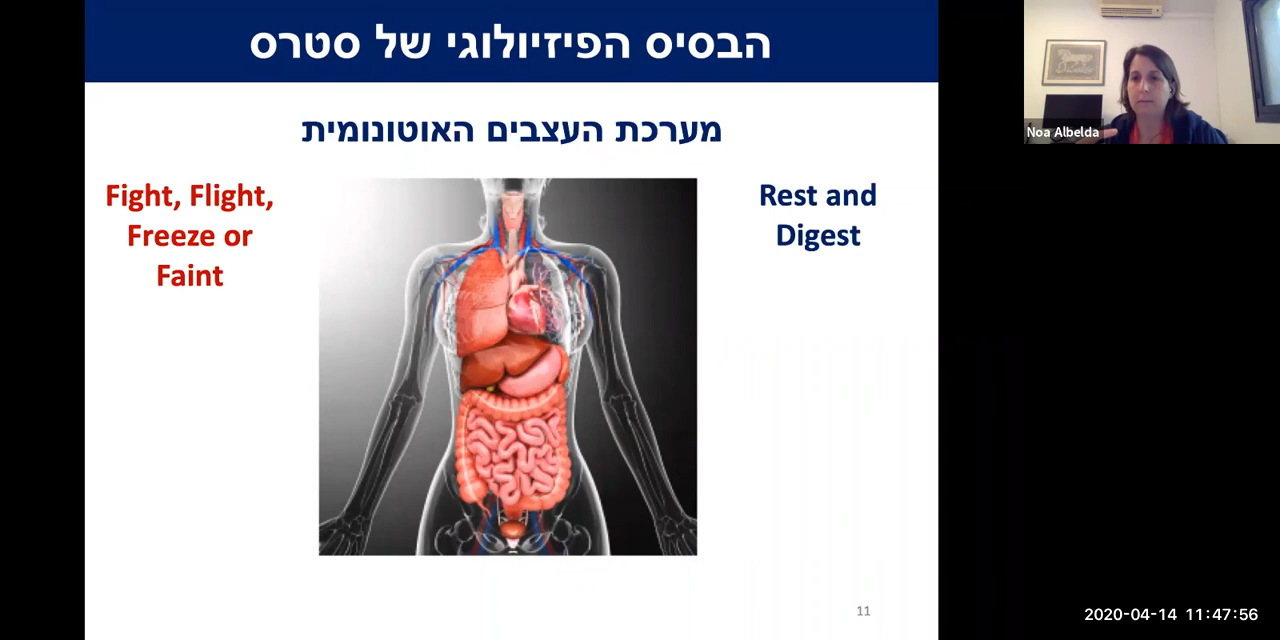 הבסיס הפיזיולוגי של סטרס
מערכת העצבים האוטונומית
Fight, Flight,
Freeze or
Faint
Rest and
Digest
11
Noa Albelda
2020-04-14 11:47:56